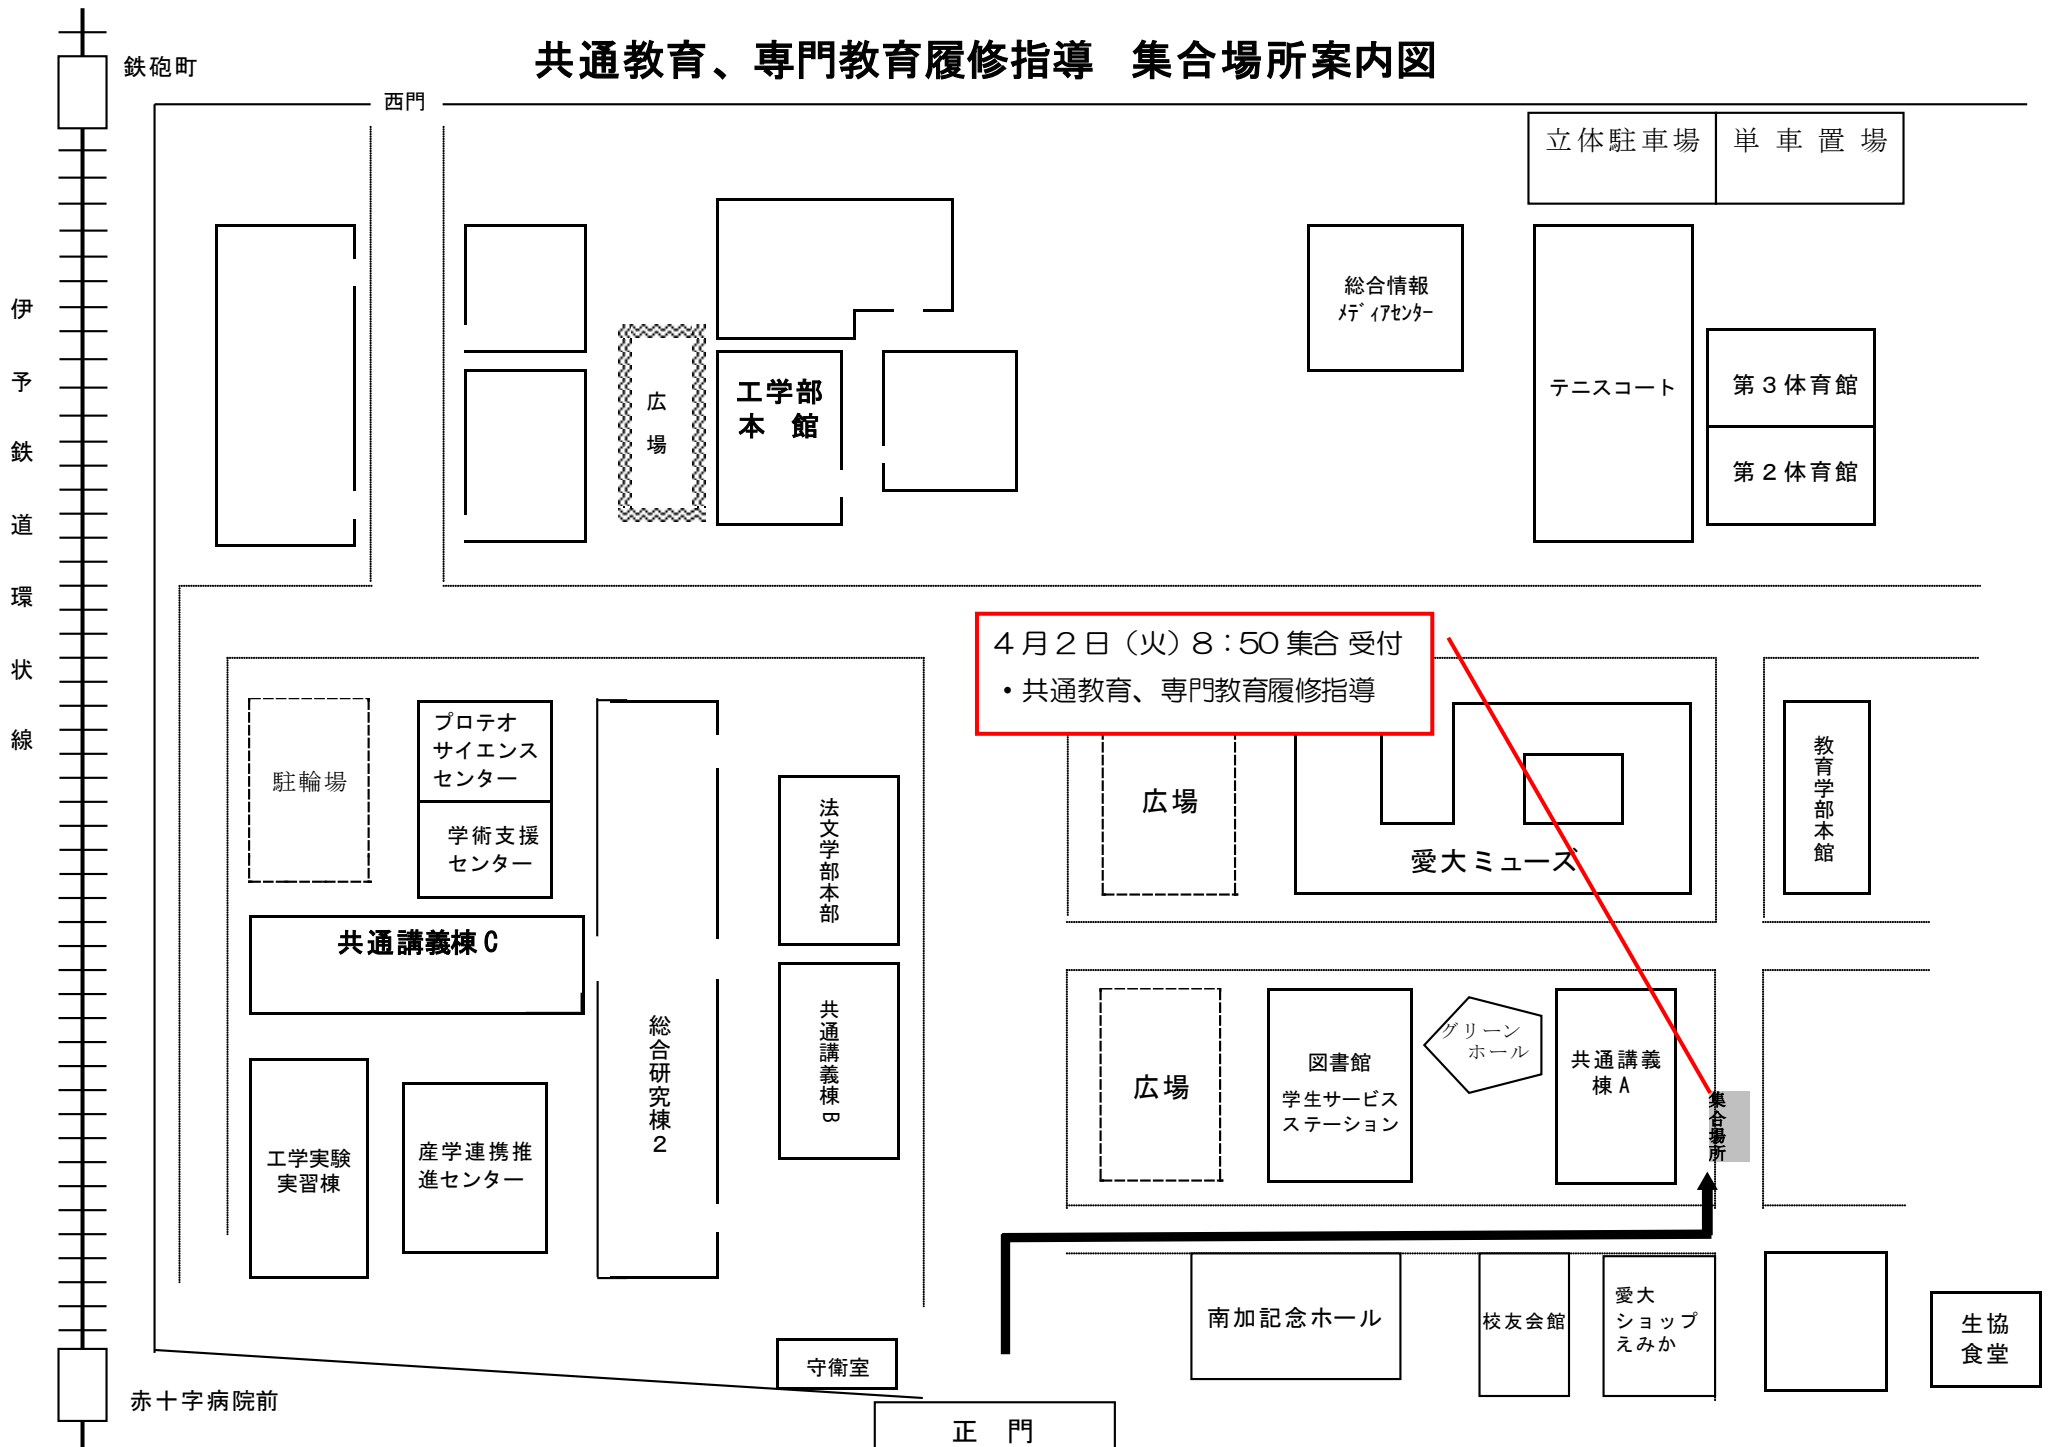 共通教育、専門教育履修指導　集合場所案内図
鉄砲町
西門
立体駐車場
単車置場
伊予鉄道環状線
総合情報
ﾒﾃﾞｨｱｾﾝﾀｰ
広場
工学部
本　館
テニスコート
第３体育館
第２体育館
４月２日（火）８：５０集合 受付
・共通教育、専門教育履修指導
駐輪場
プロテオ
サイエンス
センター
学術支援
センター
法文学部本部
広場
愛大ミューズ
教育学部本館
共通講義棟Ｃ
総合研究棟２
共通講義棟Ｂ
広場
図書館
学生サービス
ステーション
グリーン
ホール
共通講義
棟Ａ
集合場所
工学実験
実習棟
産学連携推
進センター
南加記念ホール
校友会館
愛大
ショップ
えみか
生協
食堂
守衛室
赤十字病院前
正　門